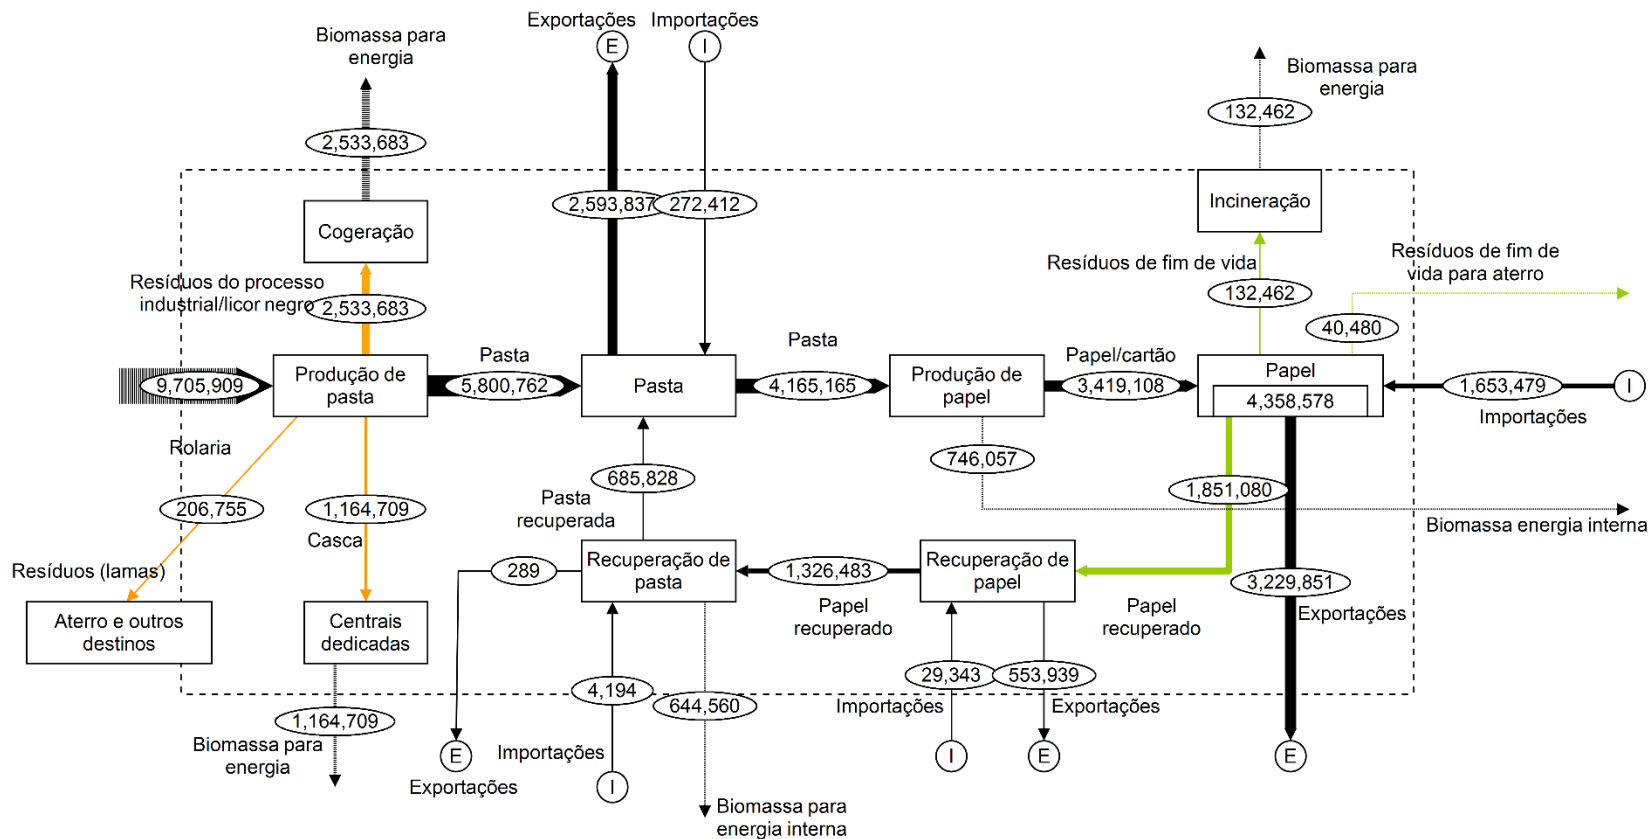 Exportações
Importações
E
I
Biomassa para
energia
Biomassa para
energia
132,462
2,533,683
2,593,837
272,412
Incineração
Cogeração
Resíduos de fim de vida
Resíduos de fim de
vida para aterro
Resíduos do processo
industrial/licor negro
2,533,683
132,462
40,480
Pasta
Pasta
Papel/cartão
9,705,909
Produção de
pasta
5,800,762
Pasta
4,165,165
Produção de
papel
3,419,108
Papel
4,358,578
1,653,479
I
Importações
Rolaria
746,057
685,828
1,851,080
206,755
1,164,709
Pasta
recuperada
Casca
Biomassa energia interna
Resíduos (lamas)
289
Recuperação de
pasta
1,326,483
Recuperação de
papel
3,229,851
Papel
recuperado
Papel
recuperado
Exportações
Aterro e outros
destinos
Centrais
dedicadas
4,194
644,560
29,343
553,939
Importações
Exportações
1,164,709
Biomassa para
energia
E
Importações
Exportações
I
I
E
E
Biomassa para
energia interna